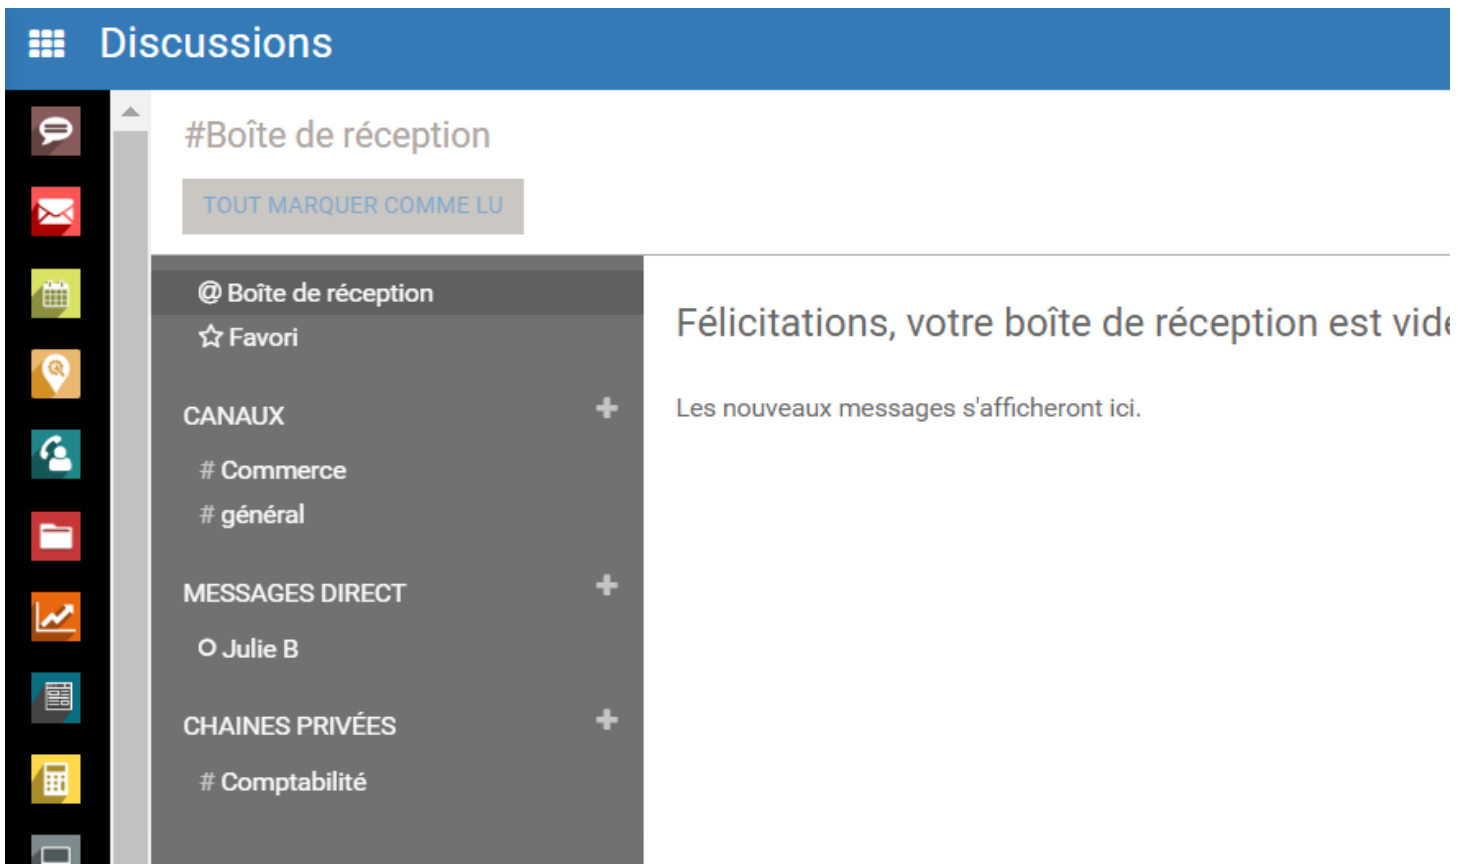 Discussions
#Boîte de réception
TOUT MARQUER COMME LU
@ Boîte de réception
Favori
CANAUX
# Commerce
# général
MESSAGES DIRECT
Julie B
CHAINES PRIVÉES
# Comptabilité
Félicitations, votre boîte de réception est vide
Les nouveaux messages s'afficheront ici.